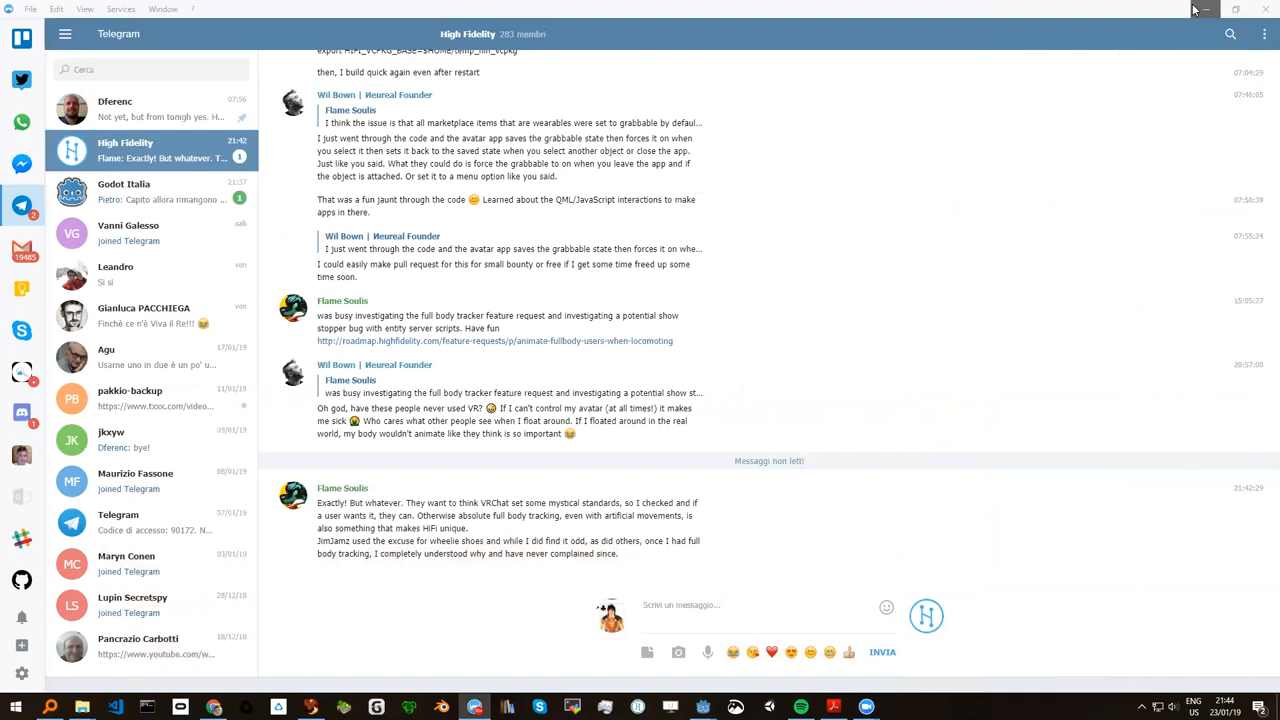 File Edit View Services Window ?
Telegram
High Fidelity 283 membri
Cerca
Dferenc 07:56
Not yet, but from tonigh yes. H...
High Fidelity 21:42
Flame: Exactly! But whatever. T... 1
Godot Italia 21:37
Pietro: Capito allora rimangono ... 1
VG Vanni Galesso sab
joined Telegram
Leandro ven
Si si
Gianluca PACCHIEGA ven
Finchè ce n'è Viva il Re!!! 😂
Agu 17/01/19
Usarne uno in due è un po' u...
PB pakkio-backup 11/01/19
https://www.txxx.com/video...
JK jkxyw 09/01/19
Dferenc: bye!
MF Maurizio Fassone 08/01/19
joined Telegram
Telegram 07/01/19
Codice di accesso: 90172. N...
MC Maryn Conen 03/01/19
joined Telegram
LS Lupin Secretspy 28/12/18
joined Telegram
Pancrazio Carbotti 18/12/18
https://www.youtube.com/w...
2
19485
4
1
export HIFI_VCPKG_BASE=$HOME/temp_hifi_vcpkg
then, I build quick again even after restart 07:04:29
Wil Bown | Иeureal Founder 07:46:05
Flame Soulis
I think the issue is that all marketplace items that are wearables were set to grabbable by defaul...
I just went through the code and the avatar app saves the grabbable state then forces it on when
you select it then sets it back to the saved state when you select another object or close the app.
Just like you said. What they could do is force the grabbable to on when you leave the app and if
the object is attached. Or set it to a menu option like you said.
That was a fun jaunt through the code 🤗 Learned about the QML/JavaScript interactions to make 07:50:39
apps in there.
Wil Bown | Иeureal Founder 07:55:24
I just went through the code and the avatar app saves the grabbable state then forces it on whe...
I could easily make pull request for this for small bounty or free if I get some time freed up some
time soon.
Flame Soulis 15:05:27
was busy investigating the full body tracker feature request and investigating a potential show
stopper bug with entity server scripts. Have fun
http://roadmap.highfidelity.com/feature-requests/p/animate-fullbody-users-when-locomoting
Wil Bown | Иeureal Founder 20:57:00
Flame Soulis
was busy investigating the full body tracker feature request and investigating a potential show st...
Oh god, have these people never used VR? If I can't control my avatar (at all times!) it makes
me sick 🤮 Who cares what other people see when I float around. If I floated around in the real
world, my body wouldn't animate like they think is so important 😂
Messaggi non letti
Flame Soulis 21:42:29
Exactly! But whatever. They want to think VRChat set some mystical standards, so I checked and if
a user wants it, they can. Otherwise absolute full body tracking, even with artificial movements, is
also something that makes HiFi unique.
JimJamz used the excuse for wheelie shoes and while I did find it odd, as did others, once I had full
body tracking, I completely understood why and have never complained since.
Scrivi un messaggio...
INVIA
ENG 21:44
US 23/01/19 2